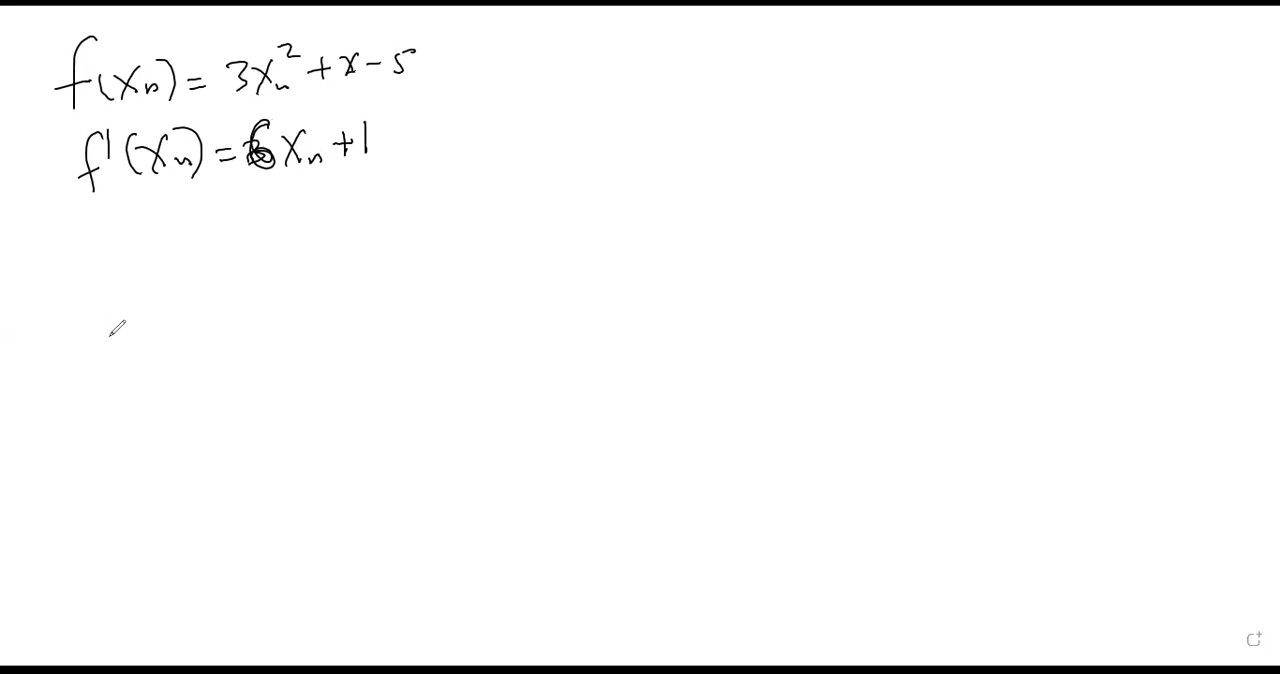 f(xₙ) = 3xₙ² + x - 5
f'(xₙ) = 6xₙ + 1